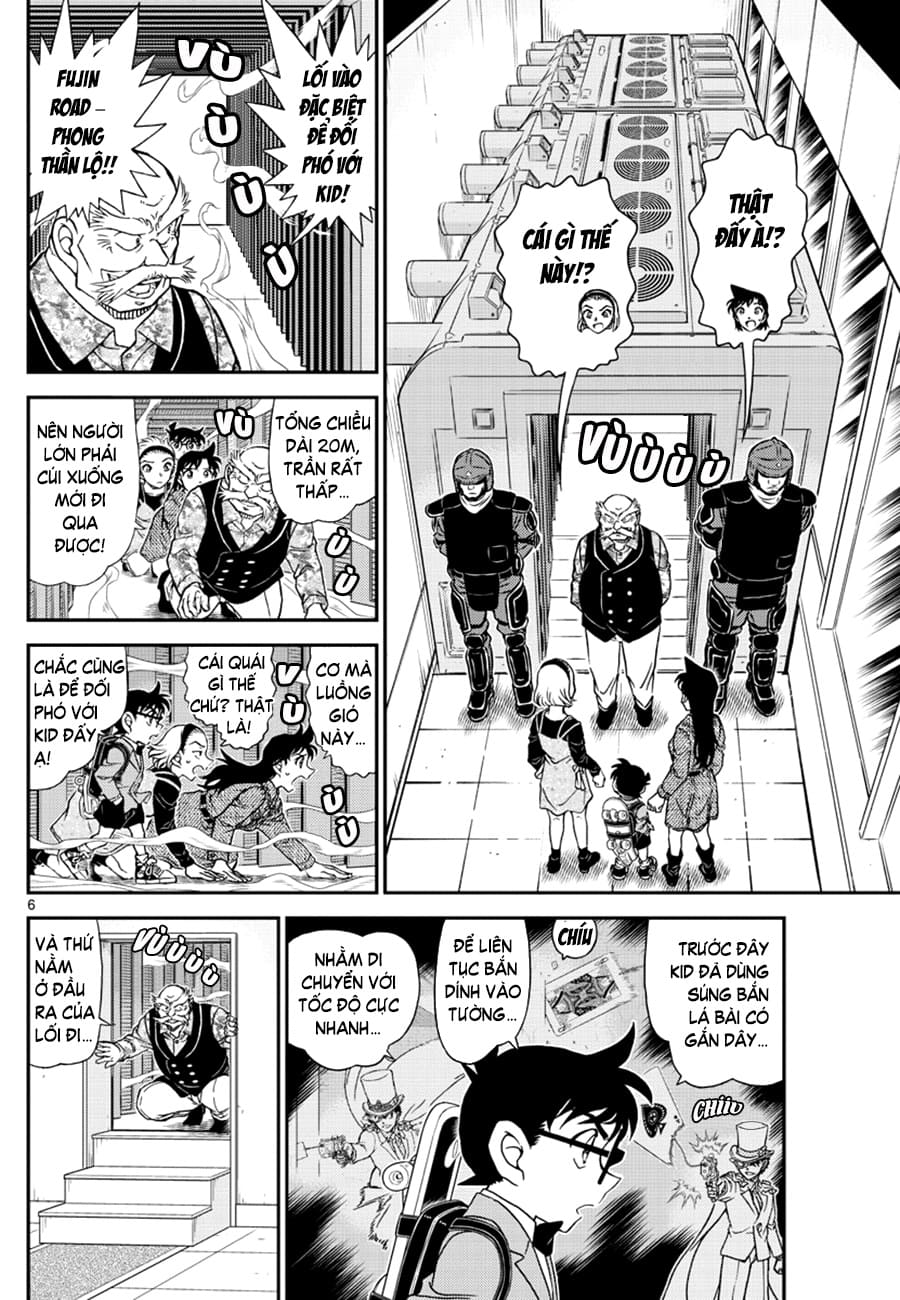 THẬT
ĐẤY À!?
CÁI GÌ THẾ
NÀY!?
VÙ Ù Ù Ù
LỐI VÀO
ĐẶC BIỆT
ĐỂ ĐỐI
PHÓ VỚI
KID!
VÙ
Ù
Ù
Ù
FUJIN
ROAD –
PHONG
THẦN LỘ!!
TỔNG CHIỀU
DÀI 20M,
TRẦN RẤT
THẤP...
VÙ
Ù
Ù
NÊN NGƯỜI
LỚN PHẢI
CÚI XUỐNG
MỚI ĐI
QUA
ĐƯỢC!
CƠ MÀ
LUỒNG
GIÓ
NÀY...
VÙ
Ù
Ù
CÁI QUÁI
GÌ THẾ
CHỨ? THẬT
LÀ!
CHẮC CŨNG
LÀ ĐỂ ĐỐI
PHÓ VỚI
KID ĐẤY
Ạ!
6
TRƯỚC ĐÂY
KID ĐÃ DÙNG
SÚNG BẮN
LÁ BÀI CÓ
GẮN DÂY...
CHÍU
CHÍU
ĐỂ LIÊN
TỤC BẮN
DÍNH VÀO
TƯỜNG...
NHẰM DI
CHUYỂN VỚI
TỐC ĐỘ CỰC
NHANH...
VÙ Ù Ù Ù
VÀ THỨ
NẰM
Ở ĐẦU
RA CỦA
LỐI ĐI...